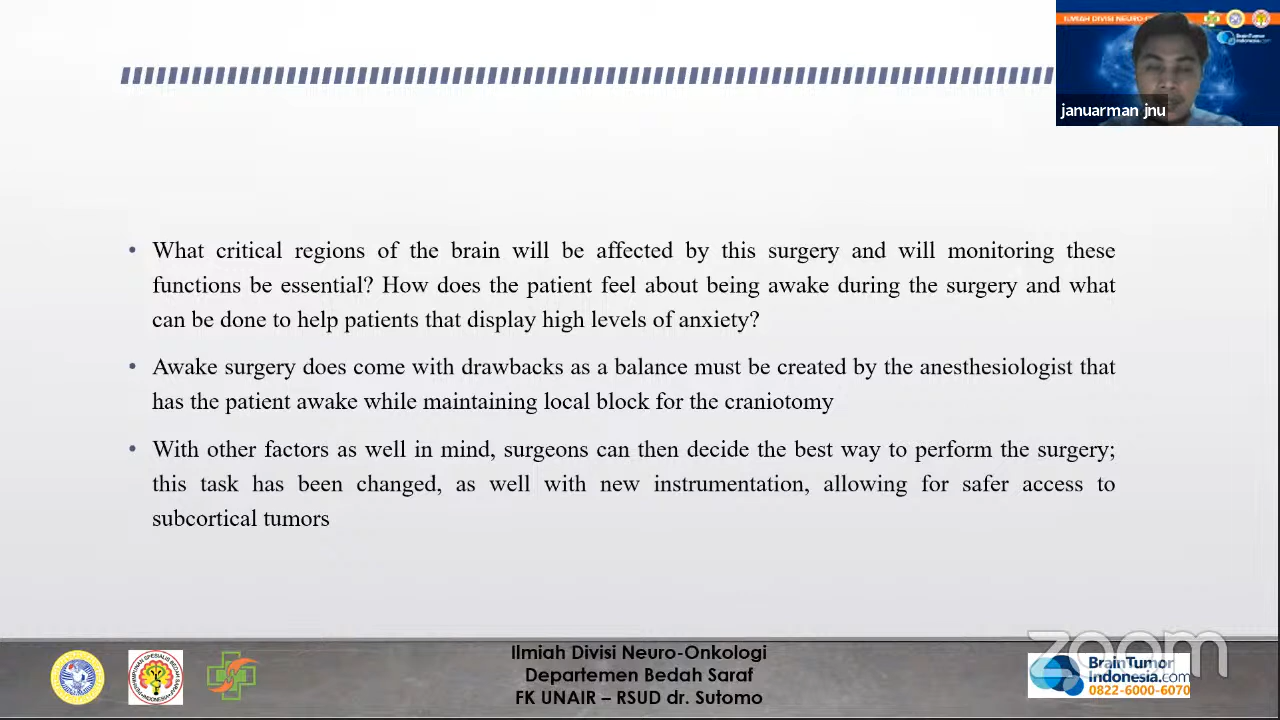 ILMIAH DIVISI NEURO-
januarman jnu
• What critical regions of the brain will be affected by this surgery and will monitoring these
functions be essential? How does the patient feel about being awake during the surgery and what
can be done to help patients that display high levels of anxiety?
• Awake surgery does come with drawbacks as a balance must be created by the anesthesiologist that
has the patient awake while maintaining local block for the craniotomy
• With other factors as well in mind, surgeons can then decide the best way to perform the surgery;
this task has been changed, as well with new instrumentation, allowing for safer access to
subcortical tumors
Ilmiah Divisi Neuro-Onkologi
Departemen Bedah Saraf
FK UNAIR – RSUD dr. Sutomo
zoom
BrainTumor
Indonesia.com
0822-6000-6070